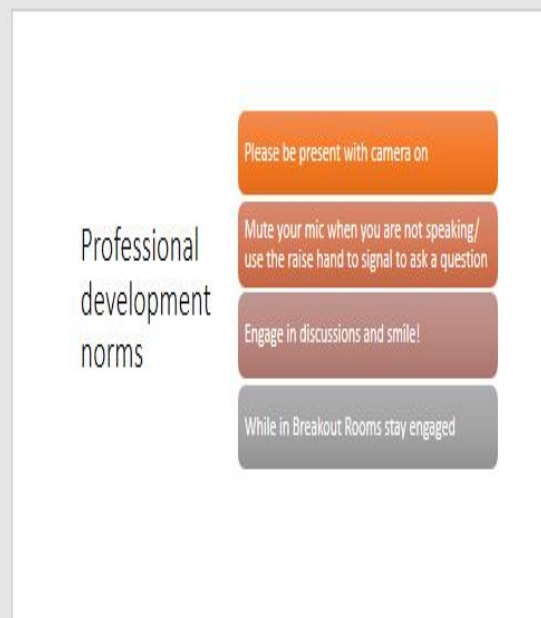 Professional
development
norms
Please be present with camera on
Mute your mic when you are not speaking/
use the raise hand to signal to ask a question
Engage in discussions and smile!
While in Breakout Rooms stay engaged